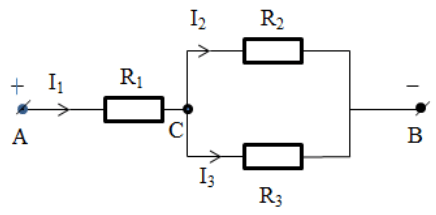 I₂ R₂
+ I₁ R₁ −
A C B
I₃ R₃